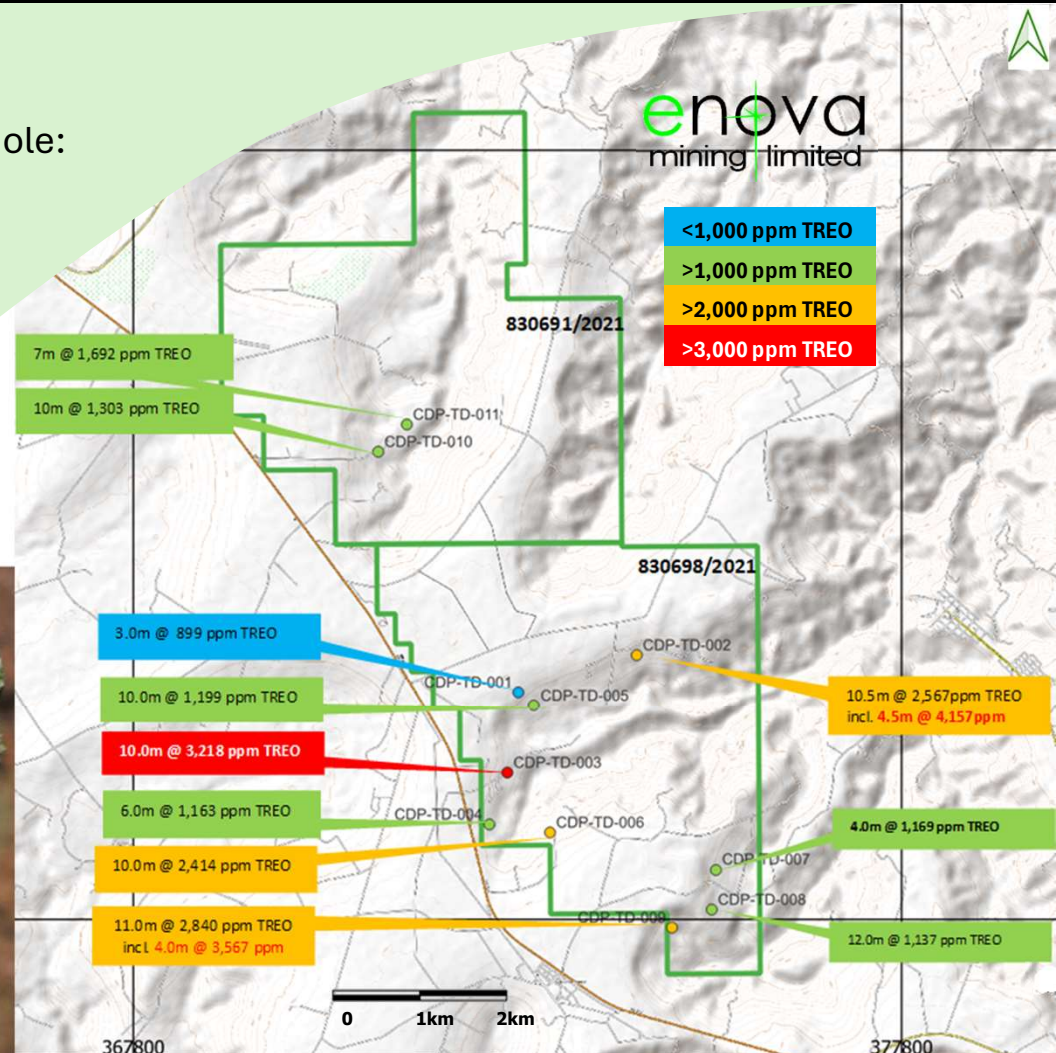 ole:
enova
mining limited
<1,000 ppm TREO
>1,000 ppm TREO
>2,000 ppm TREO
>3,000 ppm TREO
830691/2021
7m @ 1,692 ppm TREO
10m @ 1,303 ppm TREO
CDP-TD-011
CDP-TD-010
830698/2021
3.0m @ 899 ppm TREO
CDP-TD-002
CDP-TD-001
CDP-TD-005
10.0m @ 1,199 ppm TREO
10.5m @ 2,567ppm TREO
incl. 4.5m @ 4,157ppm
10.0m @ 3,218 ppm TREO
CDP-TD-003
6.0m @ 1,163 ppm TREO
CDP-TD-004
CDP-TD-006
4.0m @ 1,169 ppm TREO
10.0m @ 2,414 ppm TREO
CDP-TD-007
CDP-TD-008
11.0m @ 2,840 ppm TREO
incl. 4.0m @ 3,567 ppm
CDP-TD-009
12.0m @ 1,137 ppm TREO
0 1km 2km
367800
377800